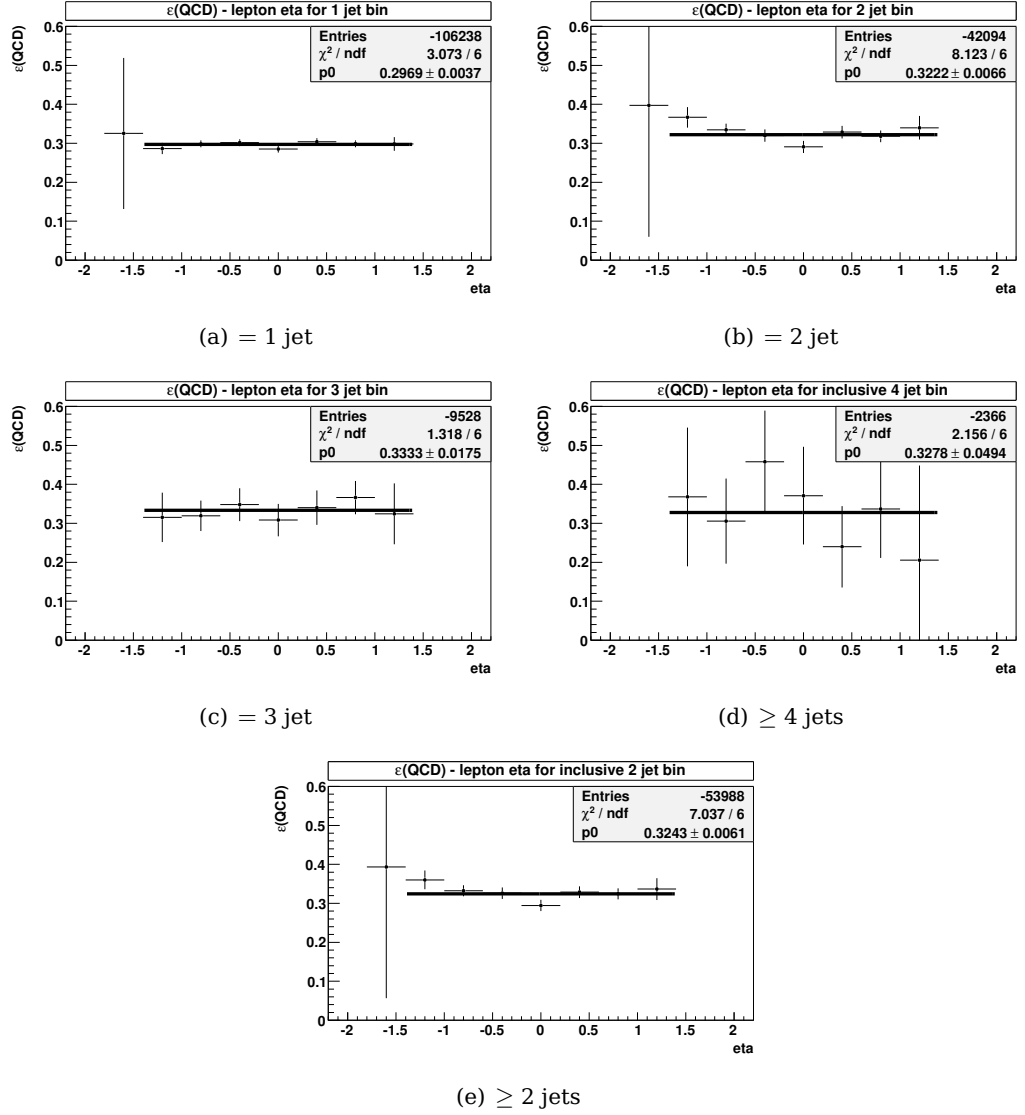 ε(QCD) - lepton eta for 1 jet bin
Entries -106238
χ² / ndf 3.073 / 6
p0 0.2969 ± 0.0037
ε(QCD)
0.6
0.5
0.4
0.3
0.2
0.1
0
-2 -1.5 -1 -0.5 0 0.5 1 1.5 2
eta
(a) = 1 jet
ε(QCD) - lepton eta for 2 jet bin
Entries -42094
χ² / ndf 8.123 / 6
p0 0.3222 ± 0.0066
ε(QCD)
0.6
0.5
0.4
0.3
0.2
0.1
0
-2 -1.5 -1 -0.5 0 0.5 1 1.5 2
eta
(b) = 2 jet
ε(QCD) - lepton eta for 3 jet bin
Entries -9528
χ² / ndf 1.318 / 6
p0 0.3333 ± 0.0175
ε(QCD)
0.6
0.5
0.4
0.3
0.2
0.1
0
-2 -1.5 -1 -0.5 0 0.5 1 1.5 2
eta
(c) = 3 jet
ε(QCD) - lepton eta for inclusive 4 jet bin
Entries -2366
χ² / ndf 2.156 / 6
p0 0.3278 ± 0.0494
ε(QCD)
0.6
0.5
0.4
0.3
0.2
0.1
0
-2 -1.5 -1 -0.5 0 0.5 1 1.5 2
eta
(d) ≥ 4 jets
ε(QCD) - lepton eta for inclusive 2 jet bin
Entries -53988
χ² / ndf 7.037 / 6
p0 0.3243 ± 0.0061
ε(QCD)
0.6
0.5
0.4
0.3
0.2
0.1
0
-2 -1.5 -1 -0.5 0 0.5 1 1.5 2
eta
(e) ≥ 2 jets